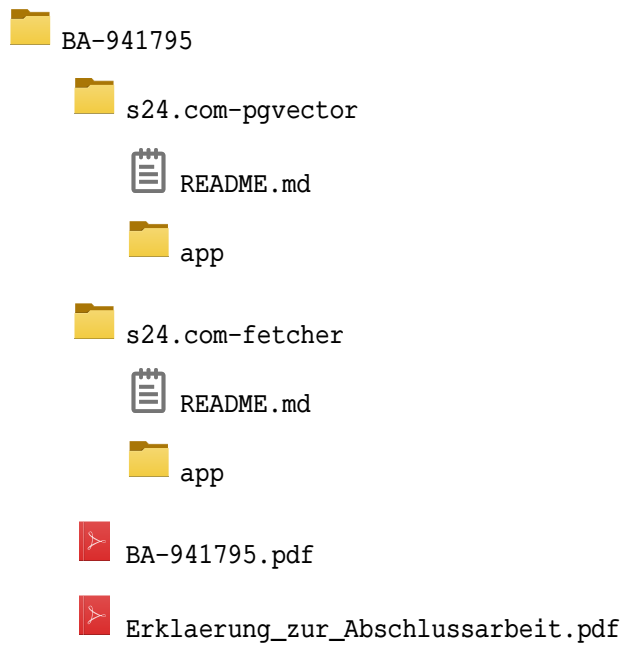 BA-941795
s24.com-pgvector
README.md
app
s24.com-fetcher
README.md
app
BA-941795.pdf
Erklaerung_zur_Abschlussarbeit.pdf